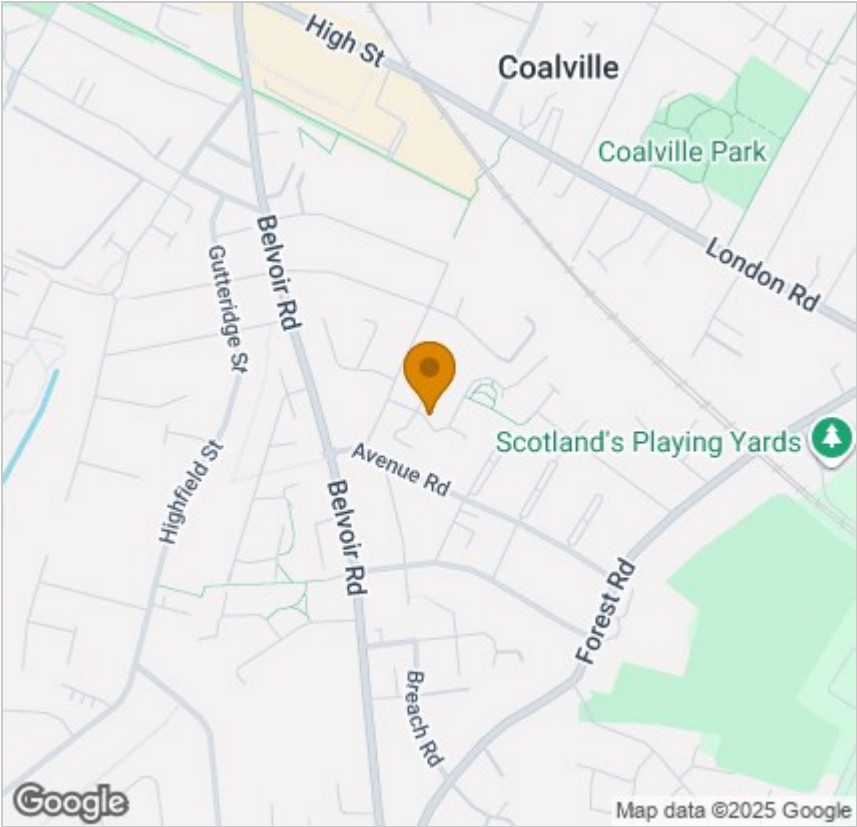 High St
Coalville
Coalville Park
Belvoir Rd
Gutteridge St
London Rd
Scotland's Playing Yards
Avenue Rd
Highfield St
Belvoir Rd
Forest Rd
Breach Rd
Google
Map data ©2025 Google